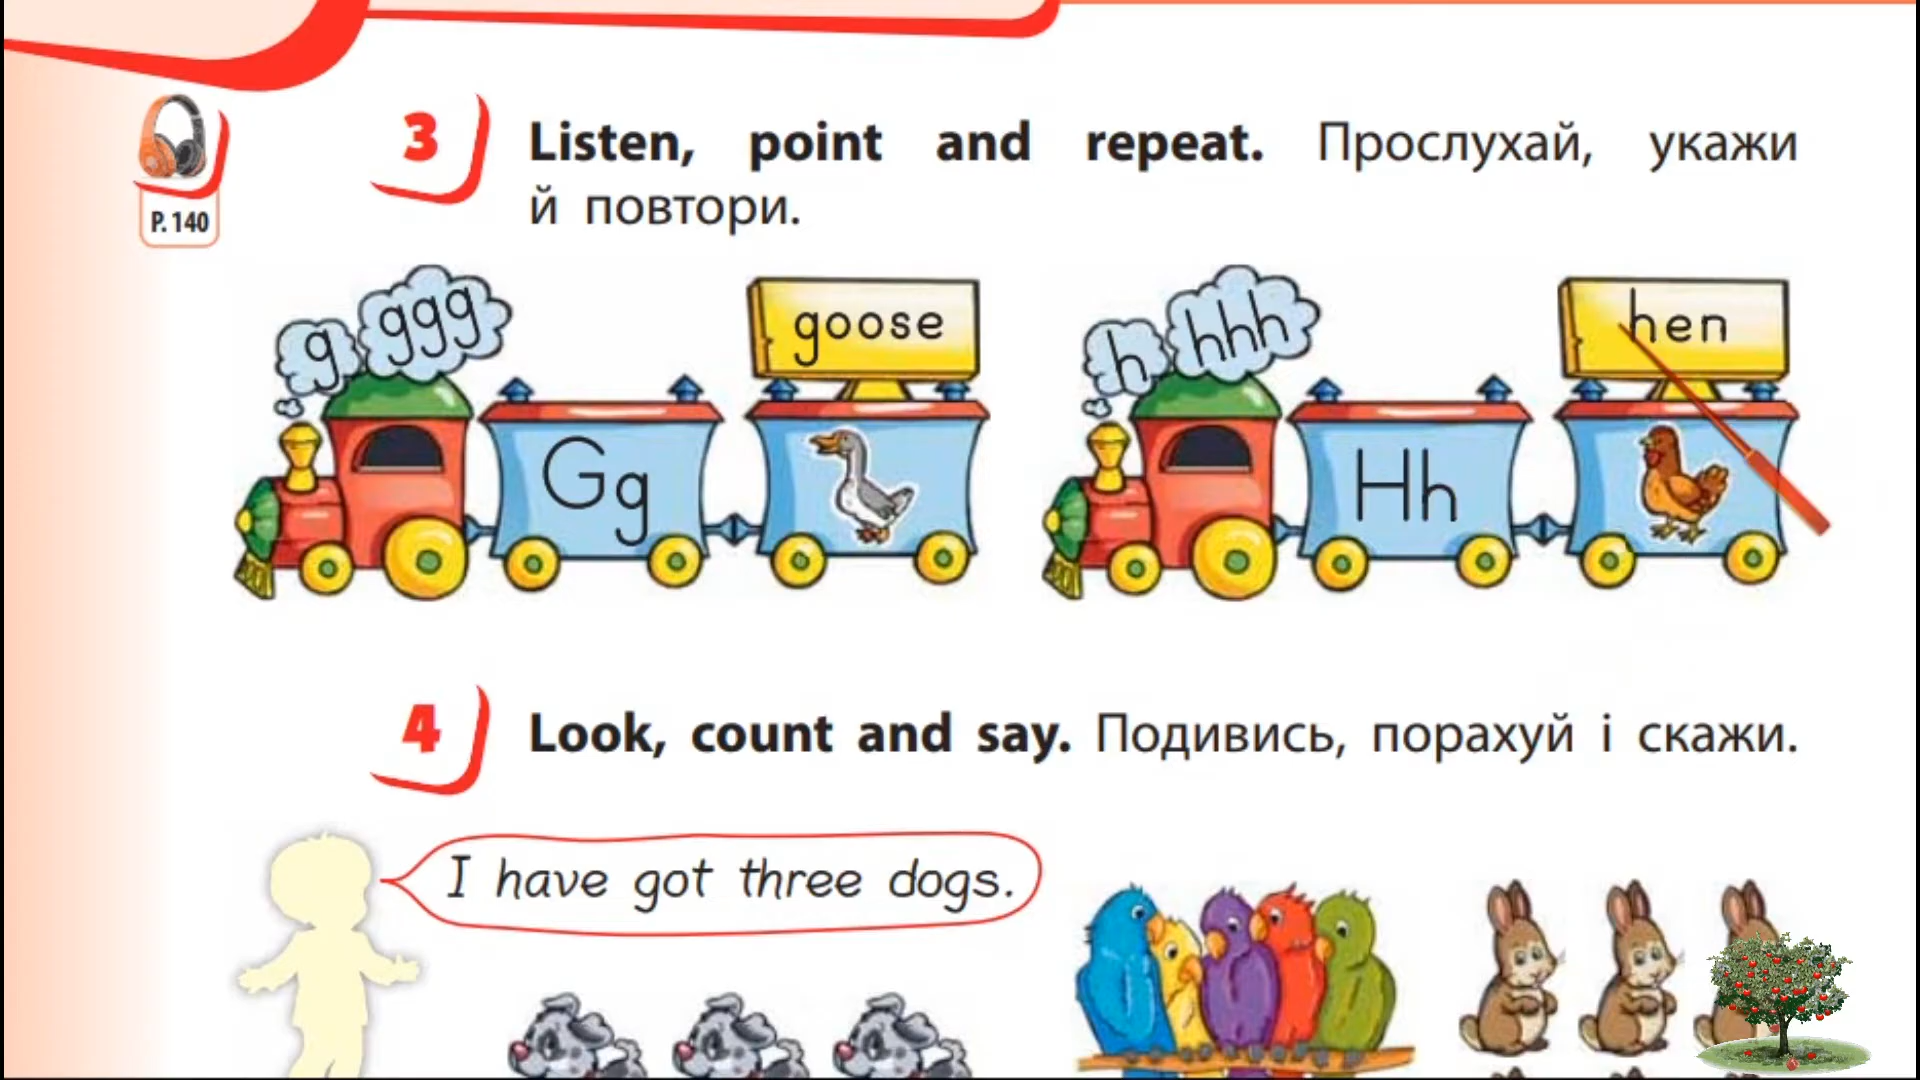 3 Listen, point and repeat. Прослухай, укажи
й повтори.
P. 140
g ggg
goose
Gg
h hhh
hen
Hh
4 Look, count and say. Подивись, порахуй і скажи.
I have got three dogs.